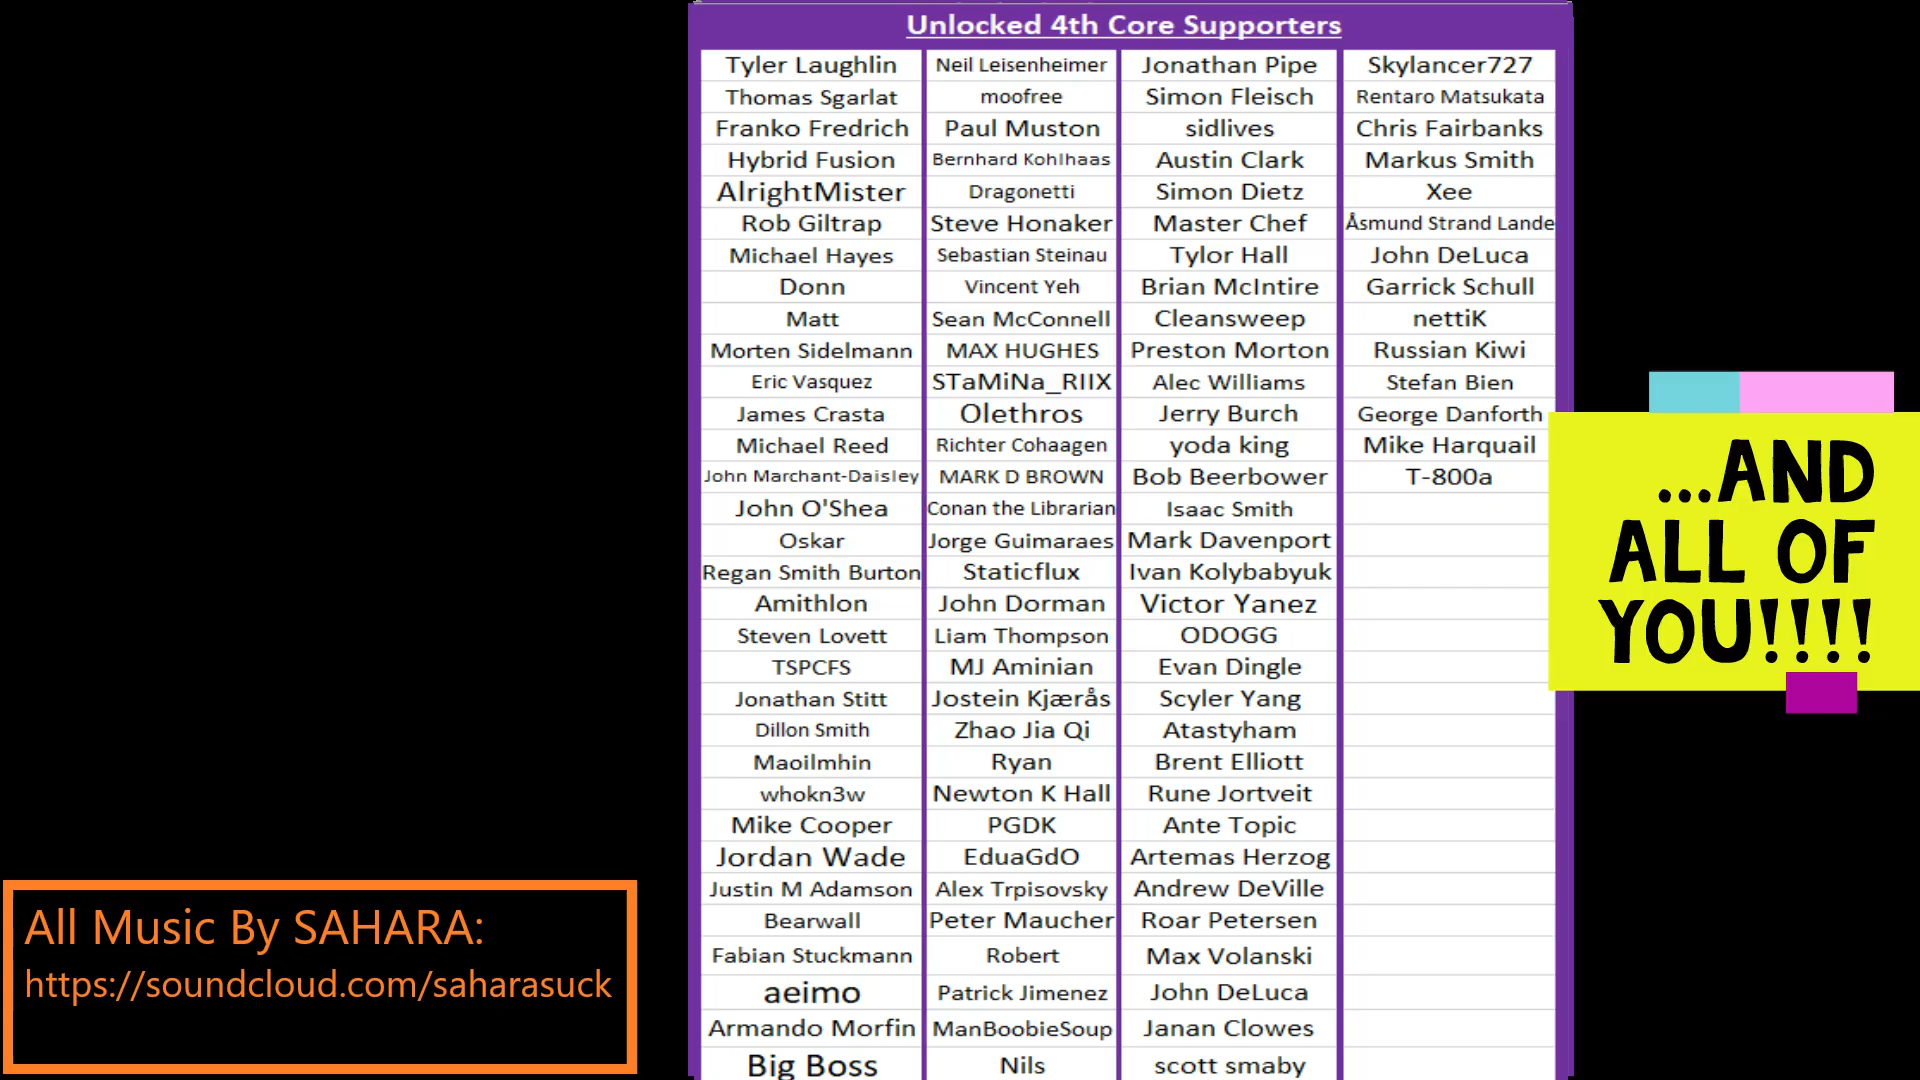 Unlocked 4th Core Supporters
Tyler Laughlin Neil Leisenheimer Jonathan Pipe Skylancer727
Thomas Sgarlat moofree Simon Fleisch Rentaro Matsukata
Franko Fredrich Paul Muston sidlives Chris Fairbanks
Hybrid Fusion Bernhard Kohlhaas Austin Clark Markus Smith
AlrightMister Dragonetti Simon Dietz Xee
Rob Giltrap Steve Honaker Master Chef Åsmund Strand Lande
Michael Hayes Sebastian Steinau Tylor Hall John DeLuca
Donn Vincent Yeh Brian McIntire Garrick Schull
Matt Sean McConnell Cleansweep nettiK
Morten Sidelmann MAX HUGHES Preston Morton Russian Kiwi
Eric Vasquez STaMiNa_RIIX Alec Williams Stefan Bien
James Crasta Olethros Jerry Burch George Danforth
Michael Reed Richter Cohaagen yoda king Mike Harquail
John Marchant-Daisley MARK D BROWN Bob Beerbower T-800a
John O'Shea Conan the Librarian Isaac Smith
Oskar Jorge Guimaraes Mark Davenport
Regan Smith Burton Staticflux Ivan Kolybabyuk
Amithlon John Dorman Victor Yanez
Steven Lovett Liam Thompson ODOGG
TSPCFS MJ Aminian Evan Dingle
Jonathan Stitt Jostein Kjærås Scyler Yang
Dillon Smith Zhao Jia Qi Atastyham
Maoilmhin Ryan Brent Elliott
whokn3w Newton K Hall Rune Jortveit
Mike Cooper PGDK Ante Topic
Jordan Wade EduaGdO Artemas Herzog
Justin M Adamson Alex Trpisovsky Andrew DeVille
Bearwall Peter Maucher Roar Petersen
Fabian Stuckmann Robert Max Volanski
aeimo Patrick Jimenez John DeLuca
Armando Morfin ManBoobieSoup Janan Clowes
Big Boss Nils scott smaby
...AND
ALL OF
YOU!!!!
All Music By SAHARA:
https://soundcloud.com/saharasuck